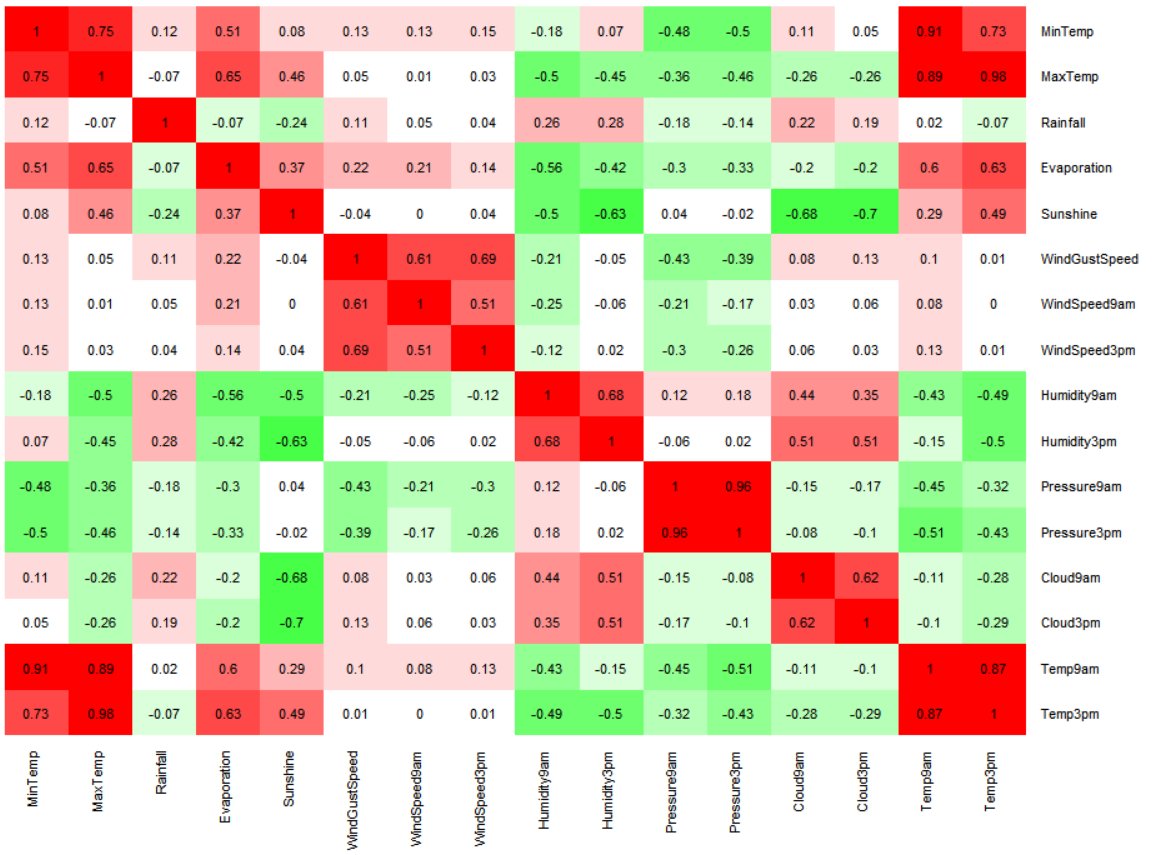 1 0.75 0.12 0.51 0.08 0.13 0.13 0.15 -0.18 0.07 -0.48 -0.5 0.11 0.05 0.91 0.73 MinTemp
0.75 1 -0.07 0.65 0.46 0.05 0.01 0.03 -0.5 -0.45 -0.36 -0.46 -0.26 -0.26 0.89 0.98 MaxTemp
0.12 -0.07 1 -0.07 -0.24 0.11 0.05 0.04 0.26 0.28 -0.18 -0.14 0.22 0.19 0.02 -0.07 Rainfall
0.51 0.65 -0.07 1 0.37 0.22 0.21 0.14 -0.56 -0.42 -0.3 -0.33 -0.2 -0.2 0.6 0.63 Evaporation
0.08 0.46 -0.24 0.37 1 -0.04 0 0.04 -0.5 -0.63 0.04 -0.02 -0.68 -0.7 0.29 0.49 Sunshine
0.13 0.05 0.11 0.22 -0.04 1 0.61 0.69 -0.21 -0.05 -0.43 -0.39 0.08 0.13 0.1 0.01 WindGustSpeed
0.13 0.01 0.05 0.21 0 0.61 1 0.51 -0.25 -0.06 -0.21 -0.17 0.03 0.06 0.08 0 WindSpeed9am
0.15 0.03 0.04 0.14 0.04 0.69 0.51 1 -0.12 0.02 -0.3 -0.26 0.06 0.03 0.13 0.01 WindSpeed3pm
-0.18 -0.5 0.26 -0.56 -0.5 -0.21 -0.25 -0.12 1 0.68 0.12 0.18 0.44 0.35 -0.43 -0.49 Humidity9am
0.07 -0.45 0.28 -0.42 -0.63 -0.05 -0.06 0.02 0.68 1 -0.06 0.02 0.51 0.51 -0.15 -0.5 Humidity3pm
-0.48 -0.36 -0.18 -0.3 0.04 -0.43 -0.21 -0.3 0.12 -0.06 1 0.96 -0.15 -0.17 -0.45 -0.32 Pressure9am
-0.5 -0.46 -0.14 -0.33 -0.02 -0.39 -0.17 -0.26 0.18 0.02 0.96 1 -0.08 -0.1 -0.51 -0.43 Pressure3pm
0.11 -0.26 0.22 -0.2 -0.68 0.08 0.03 0.06 0.44 0.51 -0.15 -0.08 1 0.62 -0.11 -0.28 Cloud9am
0.05 -0.26 0.19 -0.2 -0.7 0.13 0.06 0.03 0.35 0.51 -0.17 -0.1 0.62 1 -0.1 -0.29 Cloud3pm
0.91 0.89 0.02 0.6 0.29 0.1 0.08 0.13 -0.43 -0.15 -0.45 -0.51 -0.11 -0.1 1 0.87 Temp9am
0.73 0.98 -0.07 0.63 0.49 0.01 0 0.01 -0.49 -0.5 -0.32 -0.43 -0.28 -0.29 0.87 1 Temp3pm
MinTemp
MaxTemp
Rainfall
Evaporation
Sunshine
WindGustSpeed
WindSpeed9am
WindSpeed3pm
Humidity9am
Humidity3pm
Pressure9am
Pressure3pm
Cloud9am
Cloud3pm
Temp9am
Temp3pm